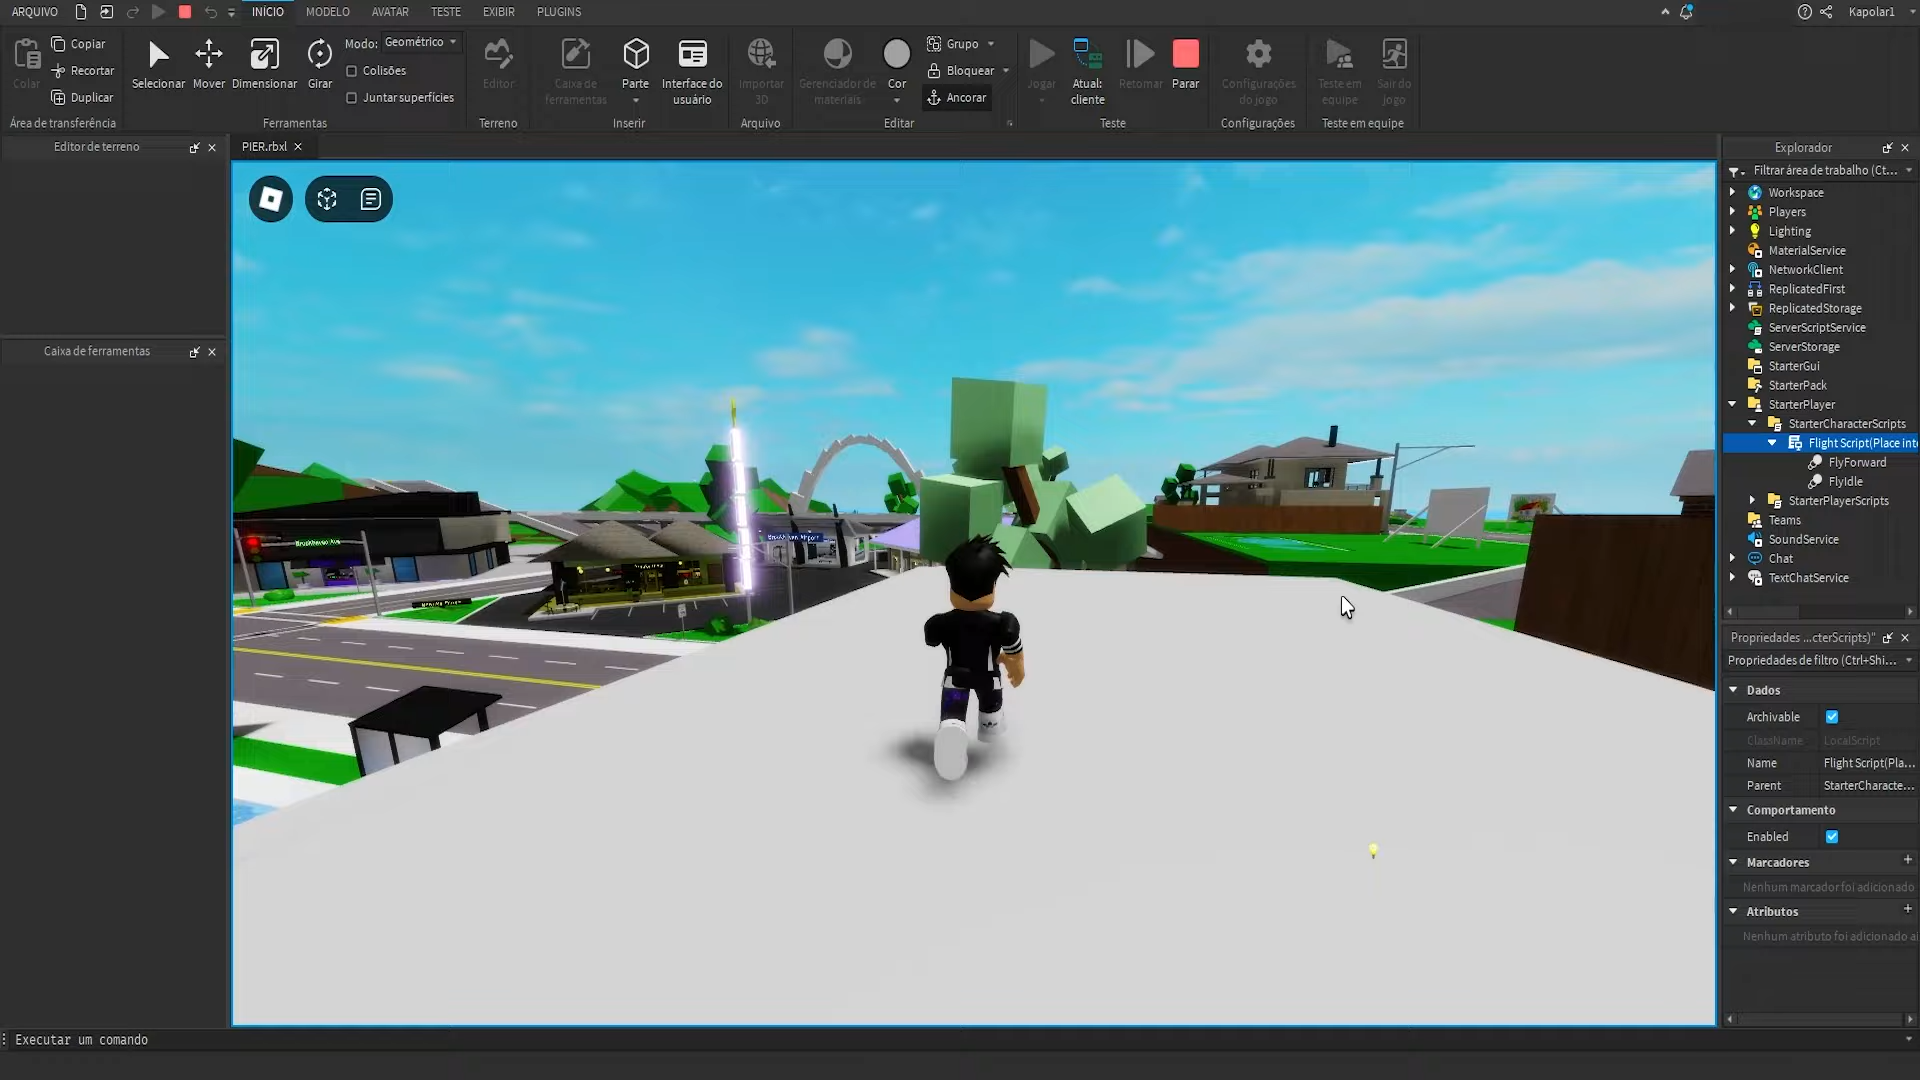 ARQUIVO
INÍCIO
MODELO
AVATAR
TESTE
EXIBIR
PLUGINS
Kapolar1
Colar
Copiar
Recortar
Duplicar
Área de transferência
Selecionar
Mover
Dimensionar
Girar
Modo: Geométrico
Colisões
Juntar superfícies
Ferramentas
Editor
Terreno
Caixa de ferramentas
Parte
Interface do usuário
Inserir
Importar 3D
Arquivo
Gerenciador de materiais
Cor
Grupo
Bloquear
Ancorar
Editar
Jogar
Atual: cliente
Retomar
Parar
Teste
Configurações do jogo
Configurações
Teste em equipe
Sair do jogo
Teste em equipe
Editor de terreno
PIER.rbxl
Caixa de ferramentas
Brookhaven Ave
Brookhaven Airport
Explorador
Filtrar área de trabalho (Ct...
Workspace
Players
Lighting
MaterialService
NetworkClient
ReplicatedFirst
ReplicatedStorage
ServerScriptService
ServerStorage
StarterGui
StarterPack
StarterPlayer
StarterCharacterScripts
Flight Script(Place int
FlyForward
FlyIdle
StarterPlayerScripts
Teams
SoundService
Chat
TextChatService
Propriedades ...cterScripts)"
Propriedades de filtro (Ctrl+Shi...
Dados
Archivable
ClassName LocalScript
Name Flight Script(Pla...
Parent StarterCharacte...
Comportamento
Enabled
Marcadores
Nenhum marcador foi adicionado
Atributos
Nenhum atributo foi adicionado ai
Executar um comando